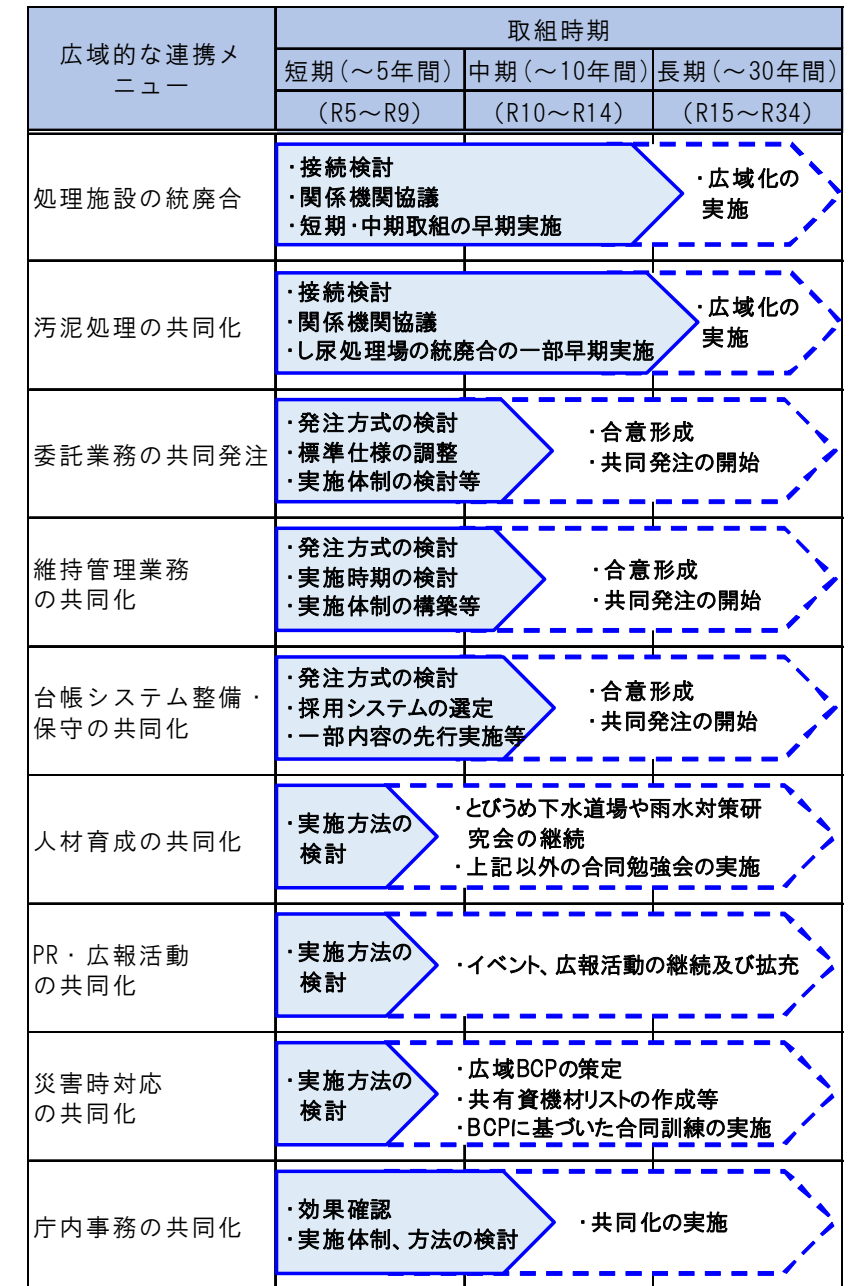 広域的な連携メ
ニュー
取組時期
短期(～5年間)
中期(～10年間)
長期(～30年間)
(R5～R9)
(R10～R14)
(R15～R34)
処理施設の統廃合
・接続検討
・関係機関協議
・短期・中期取組の早期実施
・広域化の
実施
汚泥処理の共同化
・接続検討
・関係機関協議
・し尿処理場の統廃合の一部早期実施
・広域化の
実施
委託業務の共同発注
・発注方式の検討
・標準仕様の調整
・実施体制の検討等
・合意形成
・共同発注の開始
維持管理業務
の共同化
・発注方式の検討
・実施時期の検討
・実施体制の構築等
・合意形成
・共同発注の開始
台帳システム整備・
保守の共同化
・発注方式の検討
・採用システムの選定
・一部内容の先行実施等
・合意形成
・共同発注の開始
人材育成の共同化
・実施方法の
検討
・とびうめ下水道場や雨水対策研
究会の継続
・上記以外の合同勉強会の実施
PR・広報活動
の共同化
・実施方法の
検討
・イベント、広報活動の継続及び拡充
災害時対応
の共同化
・実施方法の
検討
・広域BCPの策定
・共有資機材リストの作成等
・BCPに基づいた合同訓練の実施
庁内事務の共同化
・効果確認
・実施体制、方法の検討
・共同化の実施